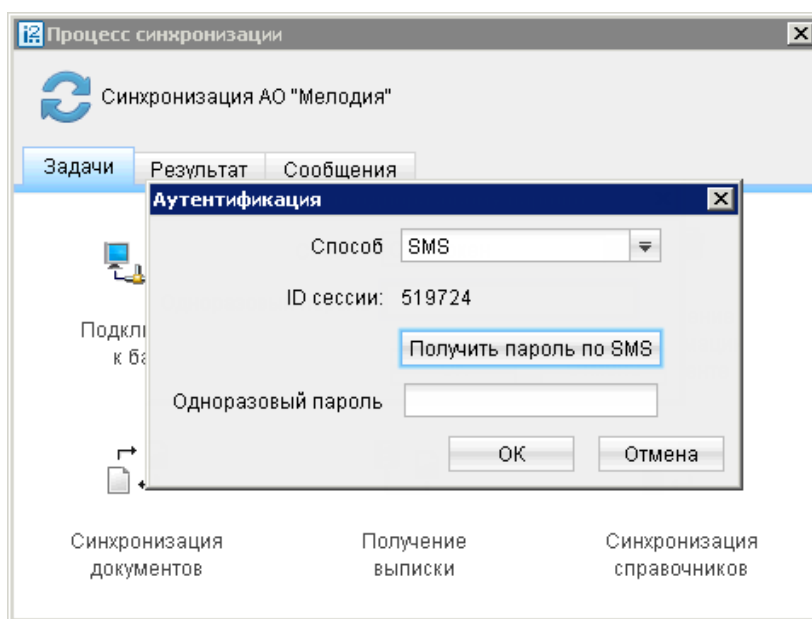 Процесс синхронизации
Синхронизация АО "Мелодия"
Задачи Результат Сообщения
Аутентификация
Способ SMS
ID сессии: 519724
Получить пароль по SMS
Одноразовый пароль
ОК Отмена
Синхронизация Получение Синхронизация
документов выписки справочников